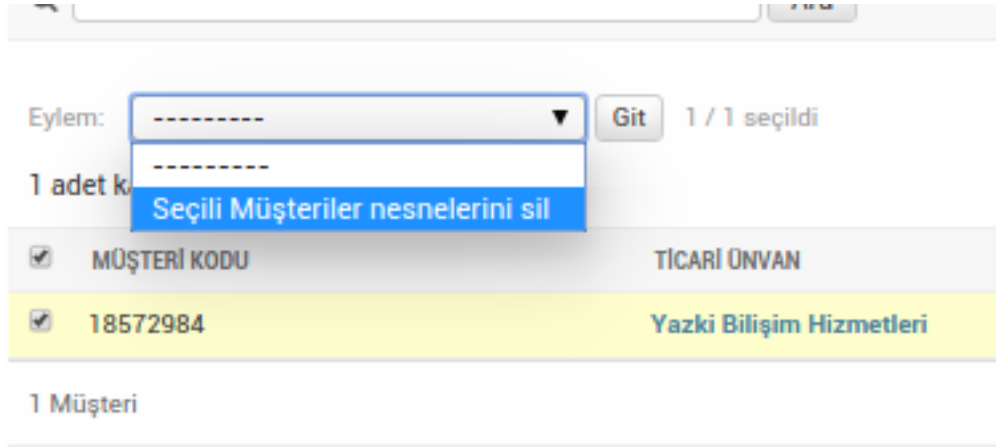 Ara
Eylem: --------- Git 1 / 1 seçildi
---------
1 adet k
Seçili Müşteriler nesnelerini sil
MÜŞTERİ KODU TİCARİ ÜNVAN
18572984 Yazki Bilişim Hizmetleri
1 Müşteri